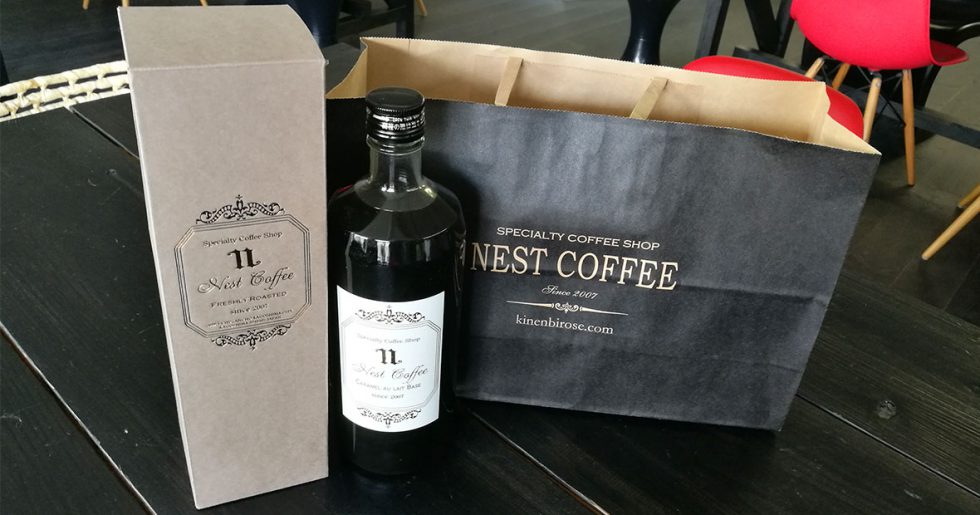 Specialty Coffee Shop
n
Nest Coffee
Freshly Roasted
since 2007
Specialty Coffee Shop
n
Nest Coffee
Caramel au lait Base
since 2007
SPECIALTY COFFEE SHOP
NEST COFFEE
Since 2007
kinenbirose.com